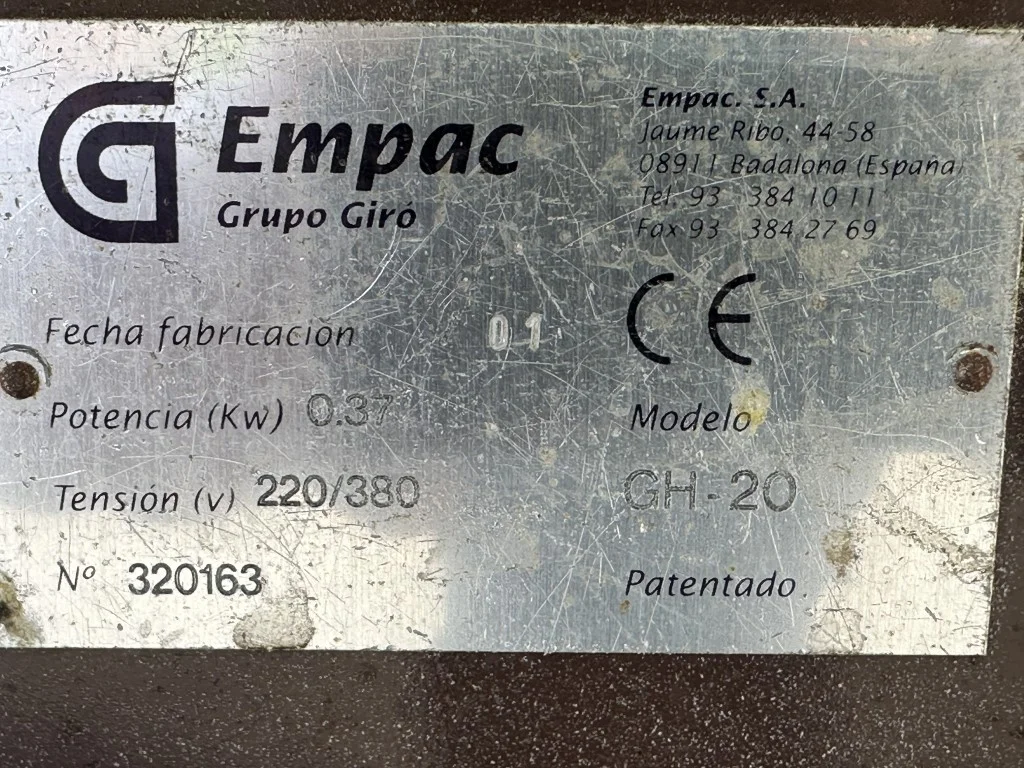 Empac
Grupo Giró
Empac. S.A.
Jaume Ribo, 44-58
08911 Badalona (España)
Tel. 93 384 10 11
Fax 93 384 27 69
Fecha fabricación 01
CE
Potencia (Kw) 0.37
Modelo
Tensión (v) 220/380
GH-20
Nº 320163
Patentado.